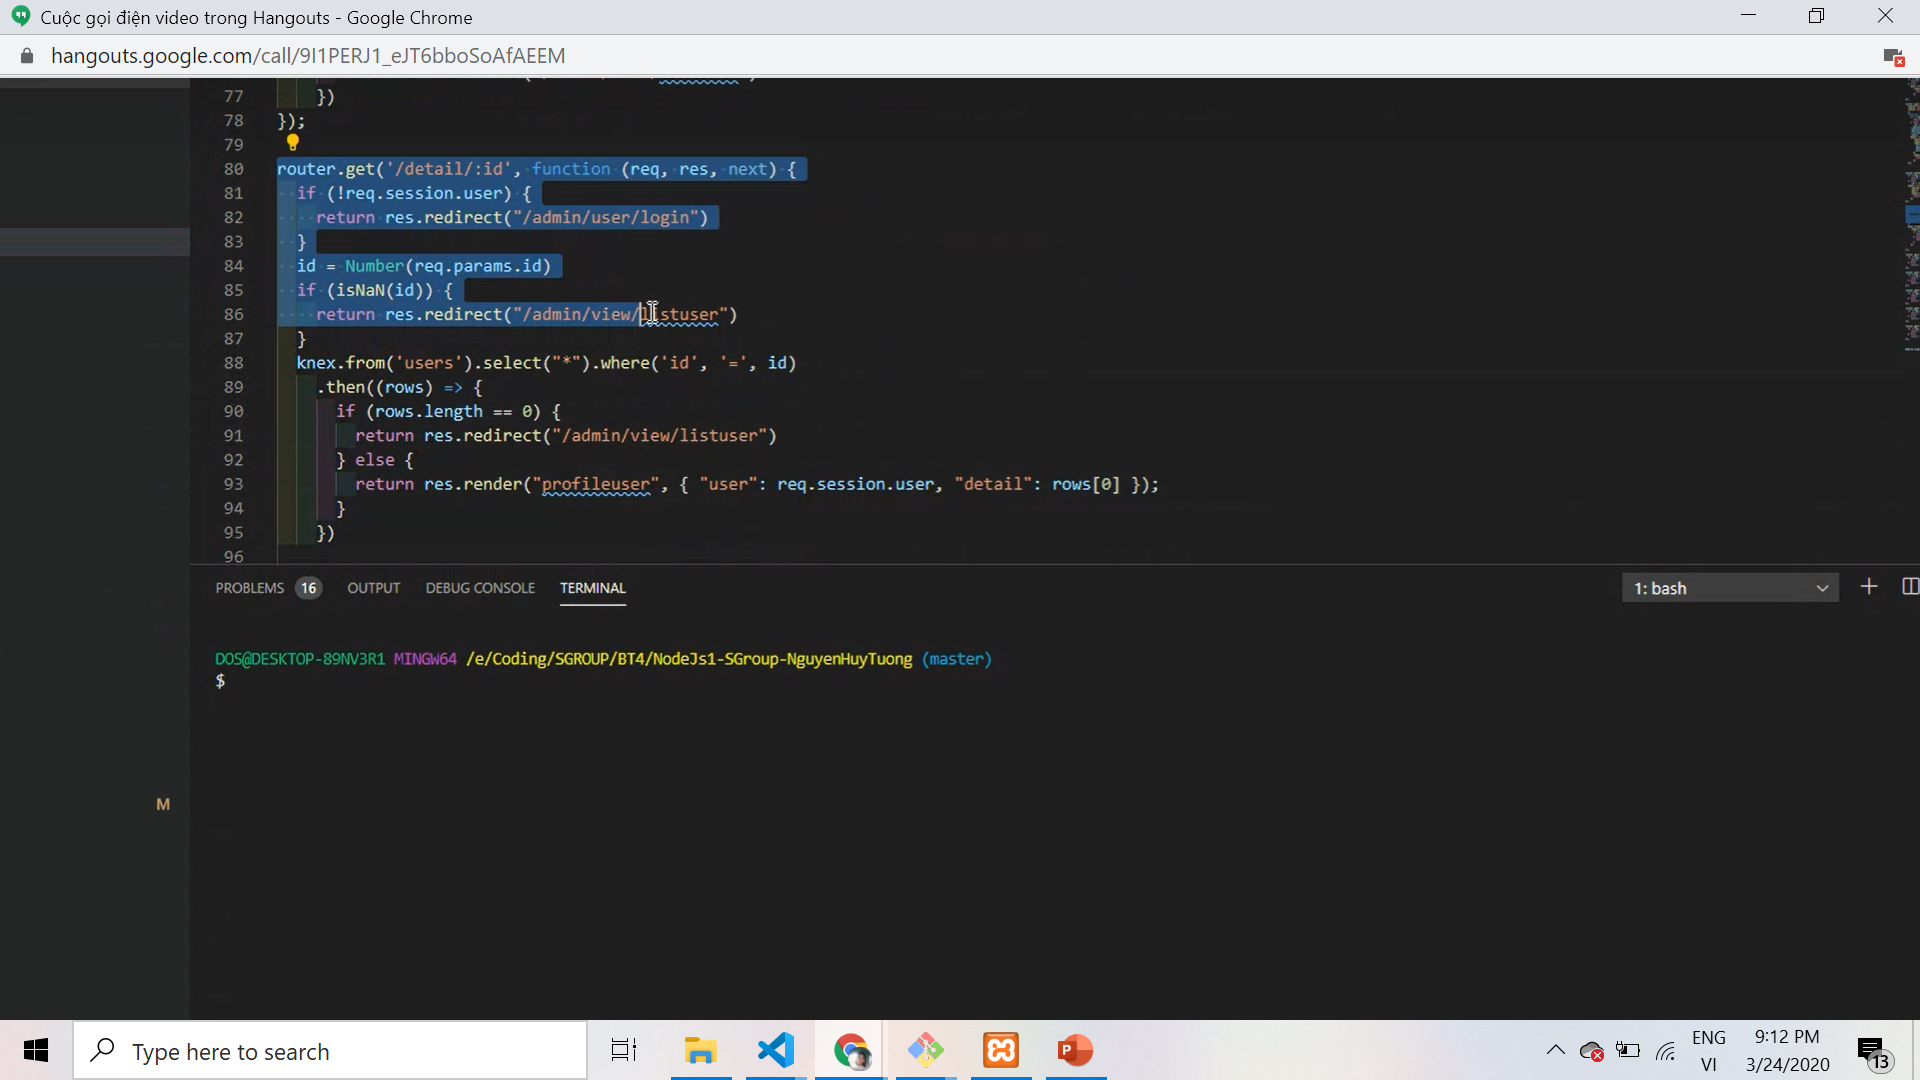 Cuộc gọi điện video trong Hangouts - Google Chrome
hangouts.google.com/call/9I1PERJ1_eJT6bboSoAfAEEM
77 })
78 });
79
80 router.get('/detail/:id', function (req, res, next) {
81 if (!req.session.user) {
82 return res.redirect("/admin/user/login")
83 }
84 id = Number(req.params.id)
85 if (isNaN(id)) {
86 return res.redirect("/admin/view/listuser")
87 }
88 knex.from('users').select("*").where('id', '=', id)
89 .then((rows) => {
90 if (rows.length == 0) {
91 return res.redirect("/admin/view/listuser")
92 } else {
93 return res.render("profileuser", { "user": req.session.user, "detail": rows[0] });
94 }
95 })
96
PROBLEMS 16 OUTPUT DEBUG CONSOLE TERMINAL 1: bash
DOS@DESKTOP-89NV3R1 MINGW64 /e/Coding/SGROUP/BT4/NodeJs1-SGroup-NguyenHuyTuong (master)
$
M
Type here to search
ENG
VI
9:12 PM
3/24/2020
13